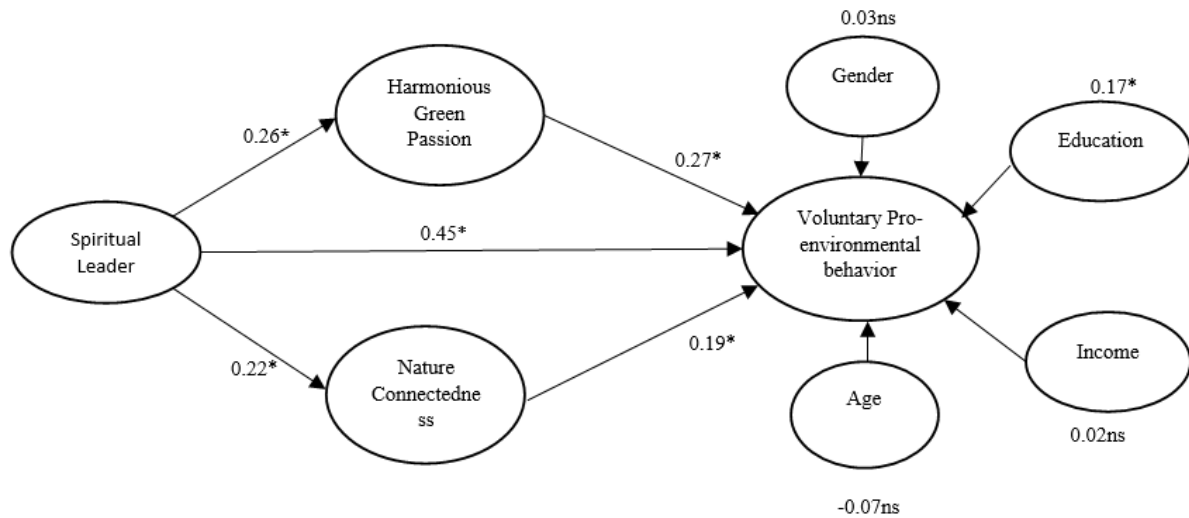 0.03ns
Gender
Harmonious
Green
Passion
0.17*
Education
0.26*
0.27*
Spiritual
Leader
0.45*
Voluntary Pro-
environmental
behavior
0.22*
Nature
Connectedne
ss
0.19*
Age
Income
0.02ns
-0.07ns